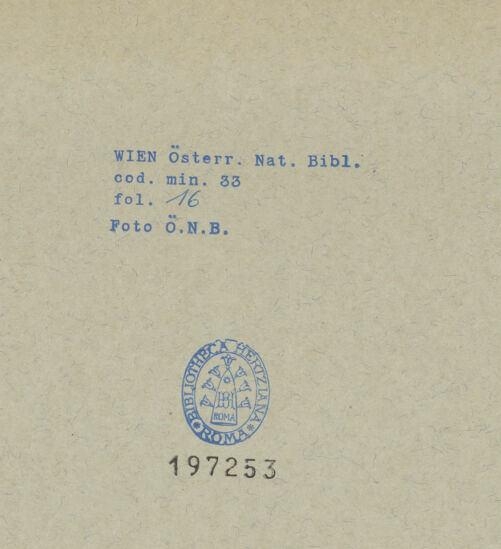 WIEN Österr. Nat. Bibl.
cod. min. 33
fol. 16
Foto Ö.N.B.
BIBLIOTHECA HERTZIANA
ROMA
* ROMA *
197253